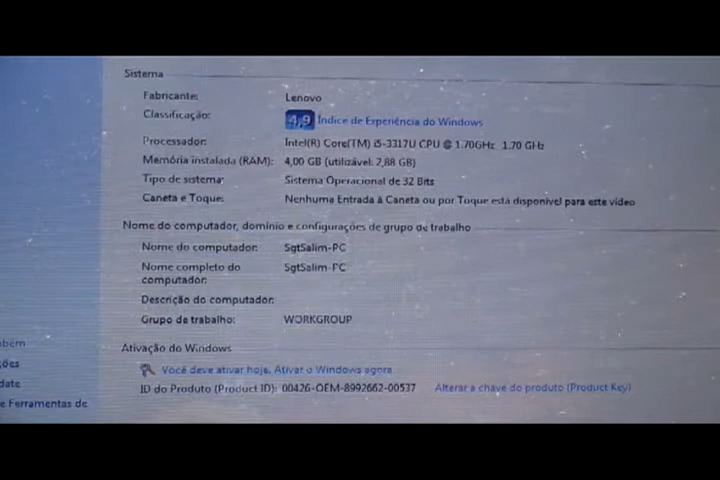 Sistema
Fabricante: Lenovo
Classificação: 4,9 Índice de Experiência do Windows
Processador: Intel(R) Core(TM) i5-3317U CPU @ 1.70GHz 1.70 GHz
Memória instalada (RAM): 4,00 GB (utilizável: 2,88 GB)
Tipo de sistema: Sistema Operacional de 32 Bits
Caneta e Toque: Nenhuma Entrada à Caneta ou por Toque está disponível para este vídeo
Nome do computador, domínio e configurações de grupo de trabalho
Nome do computador: SgtSalim-PC
Nome completo do SgtSalim-PC
computador:
Descrição do computador:
Grupo de trabalho: WORKGROUP
Ativação do Windows
Você deve ativar hoje. Ativar o Windows agora
ID do Produto (Product ID): 00426-OEM-8992662-00537 Alterar a chave do produto (Product Key)
mbém
ções
date
e Ferramentas de